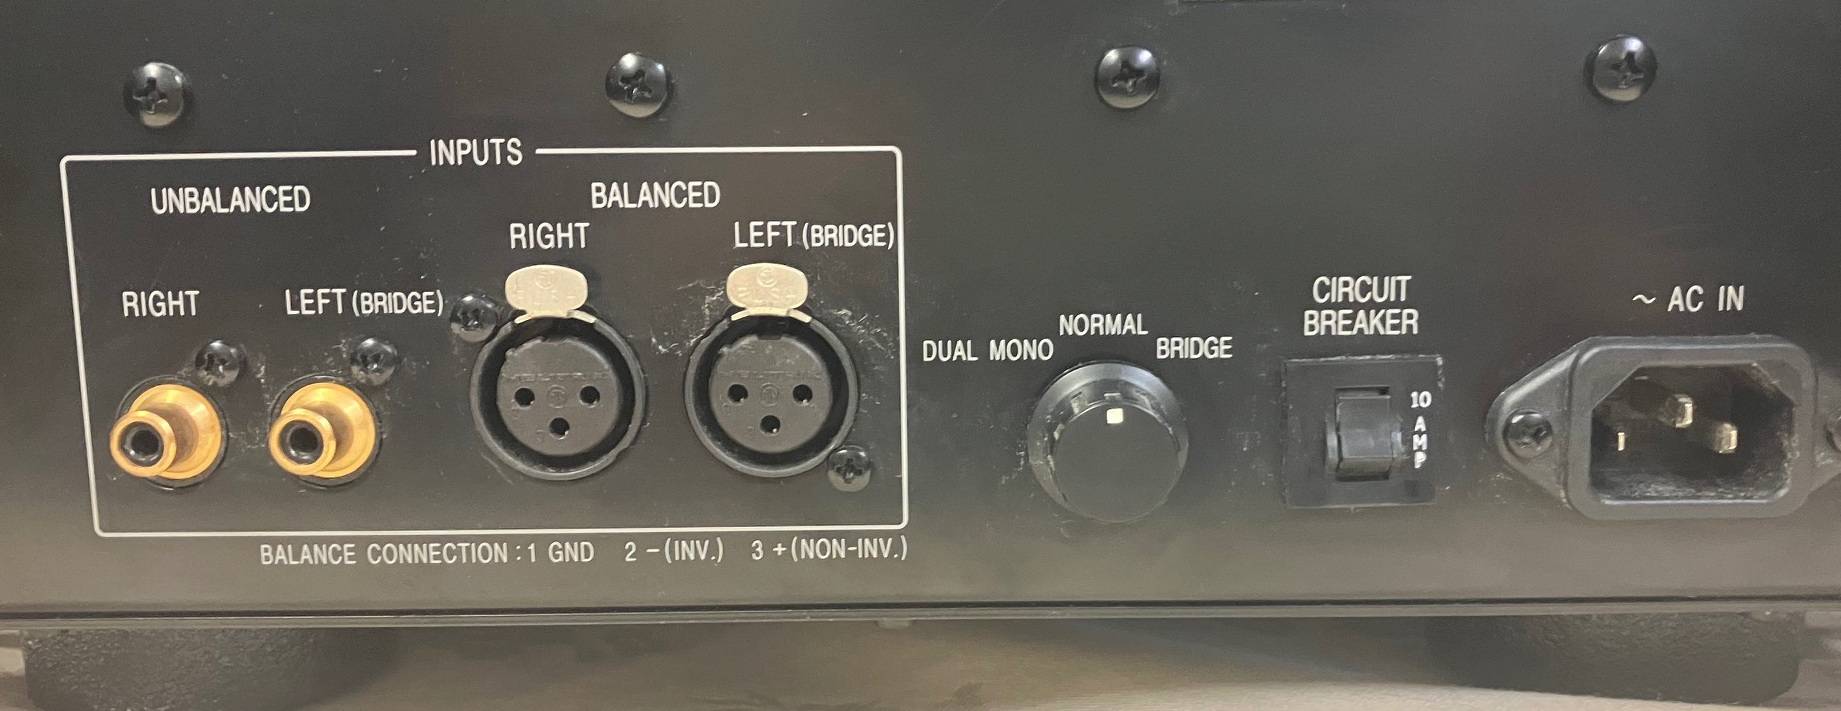 INPUTS
UNBALANCED
BALANCED
RIGHT
LEFT (BRIDGE)
RIGHT
LEFT (BRIDGE)
PUSH
BALANCE CONNECTION : 1 GND 2 -(INV.) 3 +(NON-INV.)
DUAL MONO
NORMAL
BRIDGE
CIRCUIT
BREAKER
10
AMP
~ AC IN